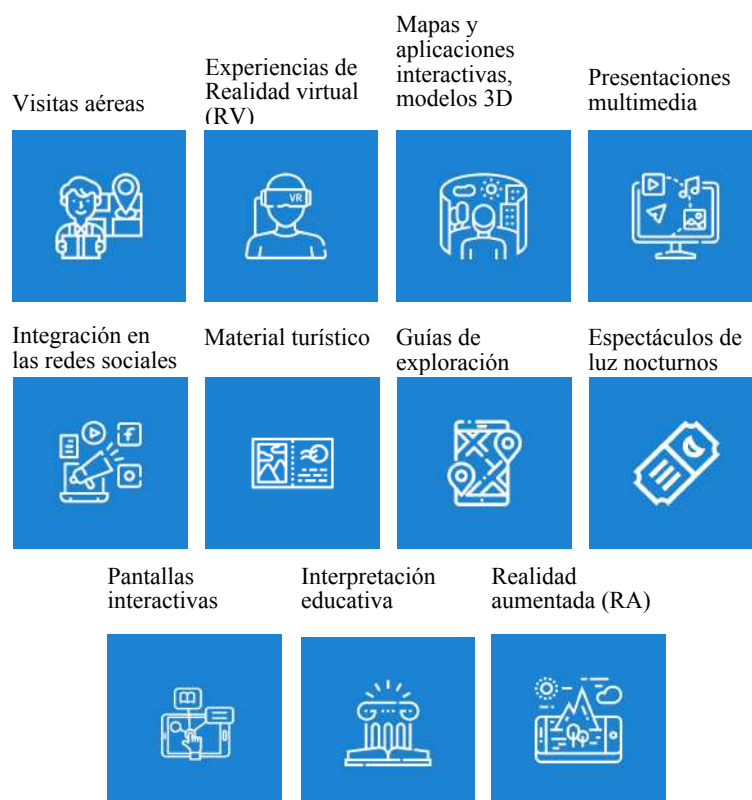 Visitas aéreas
Experiencias de
Realidad virtual
(RV)
Mapas y
aplicaciones
interactivas,
modelos 3D
Presentaciones
multimedia
VR
Integración en
las redes sociales
Material turístico
Guías de
exploración
Espectáculos de
luz nocturnos
f
Pantallas
interactivas
Interpretación
educativa
Realidad
aumentada (RA)